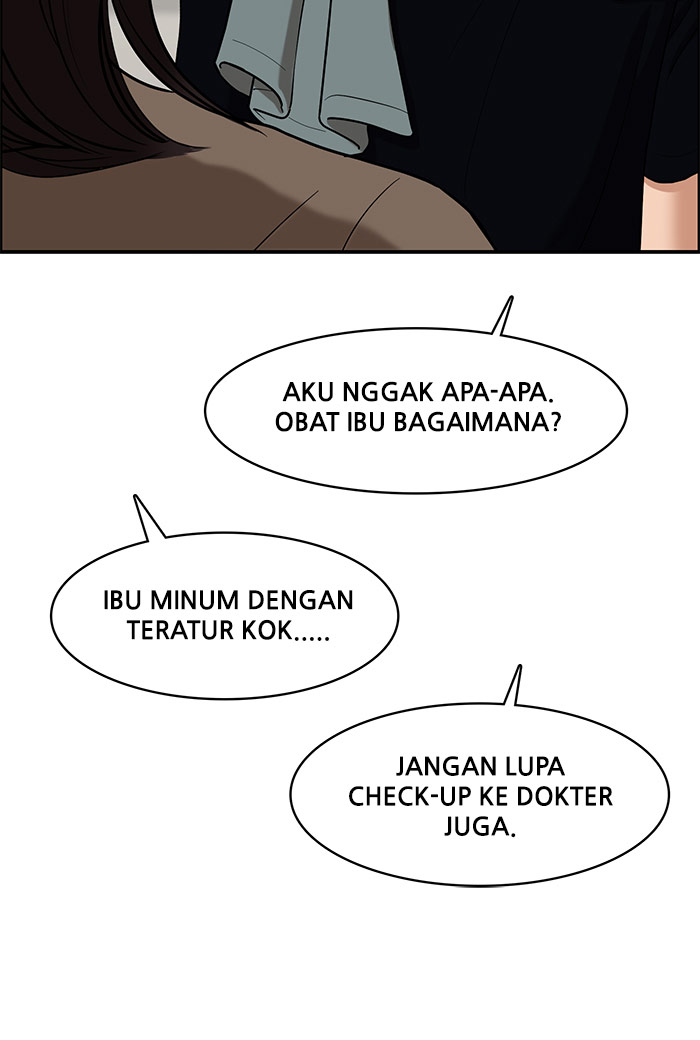 AKU NGGAK APA-APA.
OBAT IBU BAGAIMANA?
IBU MINUM DENGAN
TERATUR KOK.....
JANGAN LUPA
CHECK-UP KE DOKTER
JUGA.